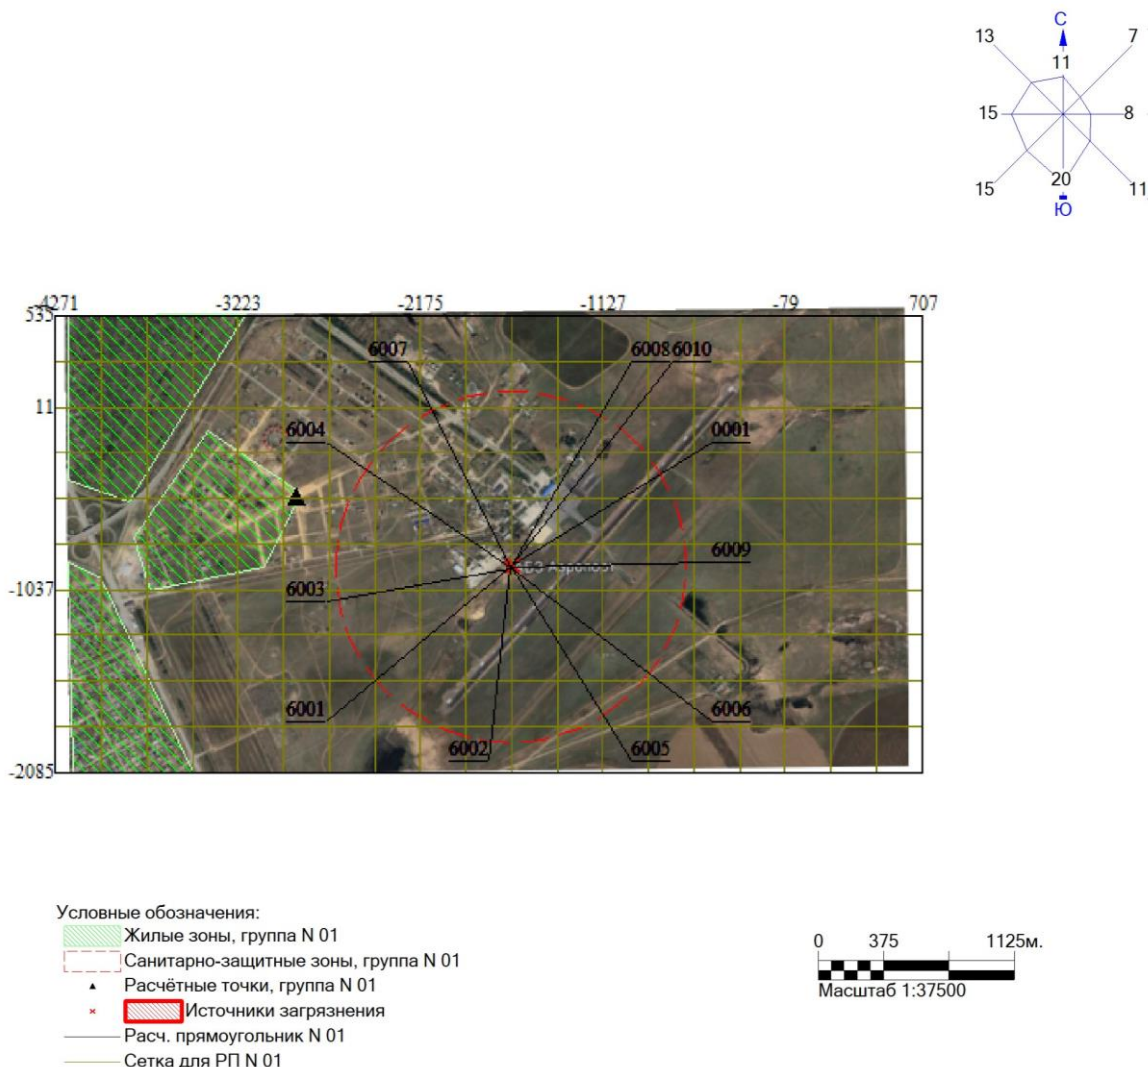 С
13
7
11
15
8
15
20
11
Ю
-4271
-3223
-2175
-1127
-79
707
535
6007
6008
6010
11
6004
0001
6009
-1037
6003
6001
6006
6002
6005
-2085
Условные обозначения:
Жилые зоны, группа N 01
Санитарно-защитные зоны, группа N 01
Расчётные точки, группа N 01
Источники загрязнения
Расч. прямоугольник N 01
Сетка для РП N 01
0 375 1125м.
Масштаб 1:37500